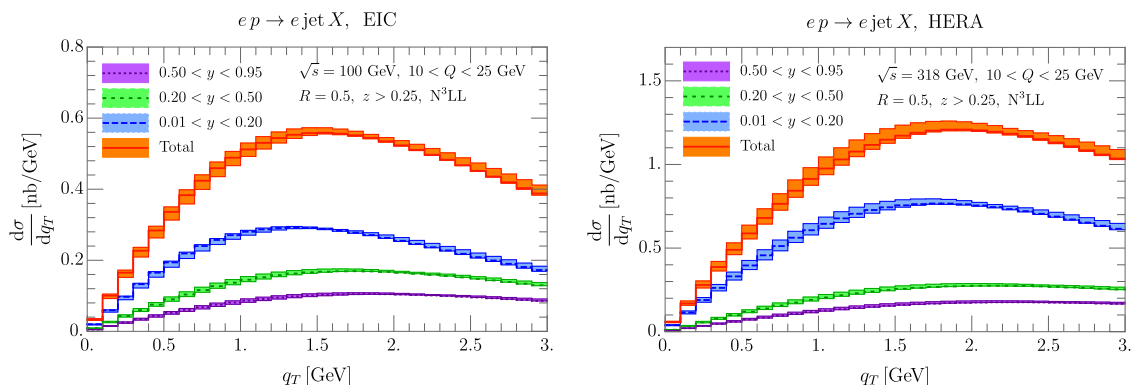 e p → e jet X, EIC
0.8
0.6
0.4
0.2
0.
0.50 < y < 0.95
0.20 < y < 0.50
0.01 < y < 0.20
Total
√s = 100 GeV, 10 < Q < 25 GeV
R = 0.5, z > 0.25, N³LL
dσ/dq_T [nb/GeV]
0. 0.5 1. 1.5 2. 2.5 3.
q_T [GeV]
e p → e jet X, HERA
1.5
1.
0.5
0.
0.50 < y < 0.95
0.20 < y < 0.50
0.01 < y < 0.20
Total
√s = 318 GeV, 10 < Q < 25 GeV
R = 0.5, z > 0.25, N³LL
dσ/dq_T [nb/GeV]
0. 0.5 1.0 1.5 2.0 2.5 3.
q_T [GeV]